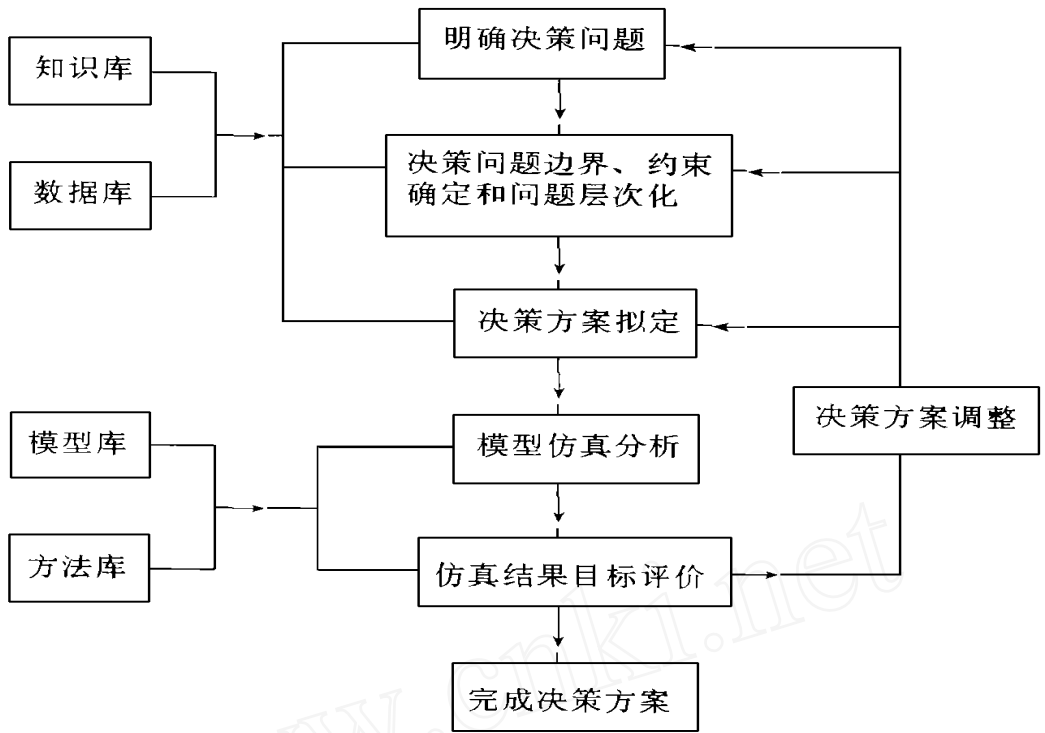 明确决策问题
知识库
决策问题边界、约束
确定和问题层次化
数据库
决策方案拟定
决策方案调整
模型库
模型仿真分析
方法库
仿真结果目标评价
完成决策方案
www.cnki.net